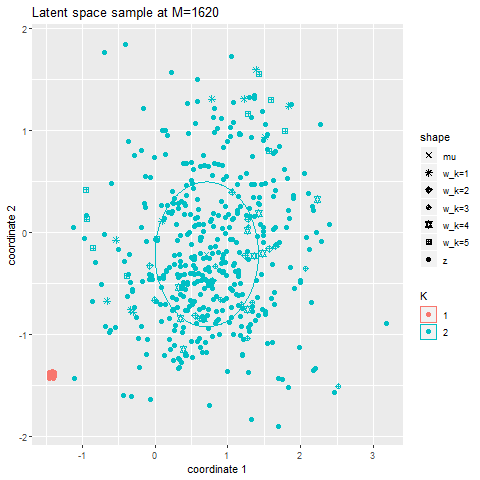 Latent space sample at M=1620
2
1
0
-1
-2
coordinate 2
-1
0
1
2
3
coordinate 1
shape
mu
w_k=1
w_k=2
w_k=3
w_k=4
w_k=5
z
K
1
2